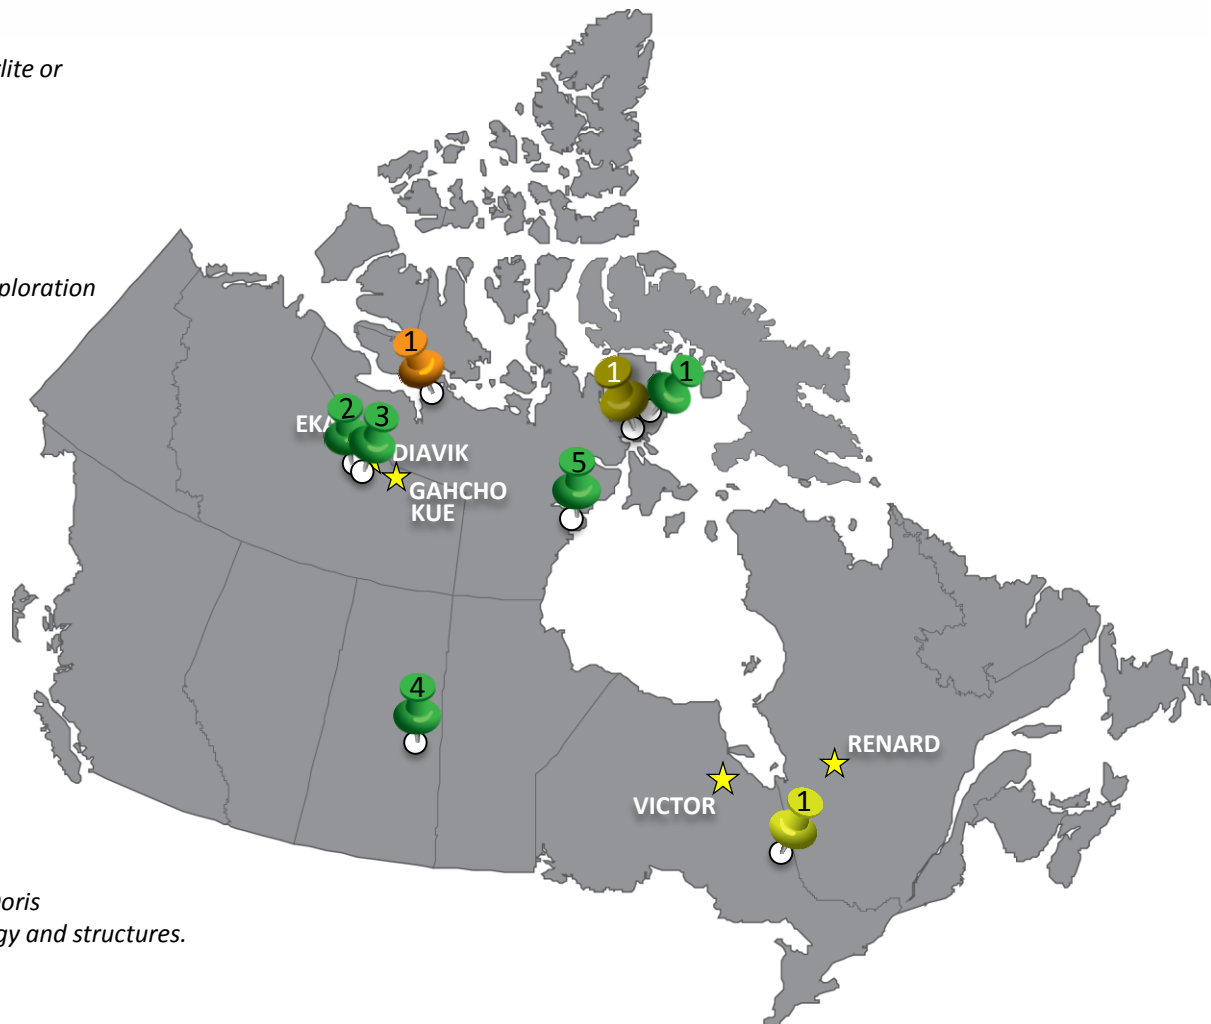 lite or
ploration
1
1
1
2
3
EKA
DIAVIK
5
GAHCHO
KUE
4
RENARD
VICTOR
1
oris
gy and structures.